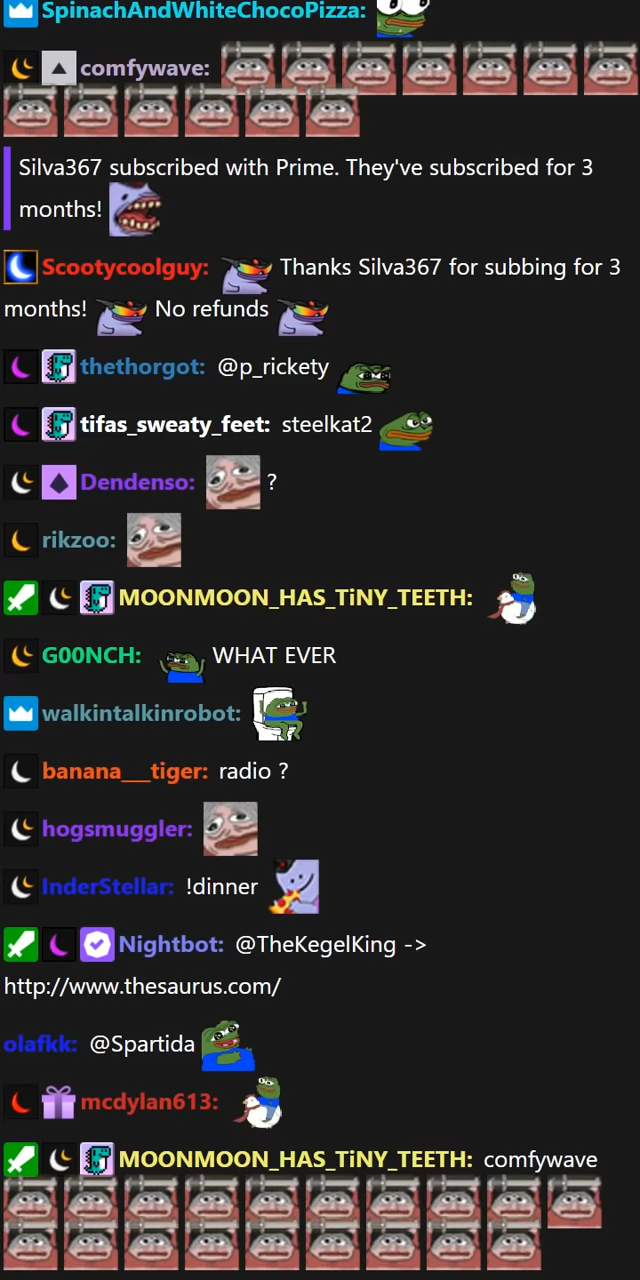 SpinachAndWhiteChocoPizza:
comfywave:
Silva367 subscribed with Prime. They've subscribed for 3
months!
Scootycoolguy: Thanks Silva367 for subbing for 3
months! No refunds
thethorgot: @p_rickety
tifas_sweaty_feet: steelkat2
Dendenso: ?
rikzoo:
MOONMOON_HAS_TiNY_TEETH:
G00NCH: WHAT EVER
walkintalkinrobot:
banana___tiger: radio ?
hogsmuggler:
InderStellar: !dinner
Nightbot: @TheKegelKing ->
http://www.thesaurus.com/
olafkk: @Spartida
mcdylan613:
MOONMOON_HAS_TiNY_TEETH: comfywave